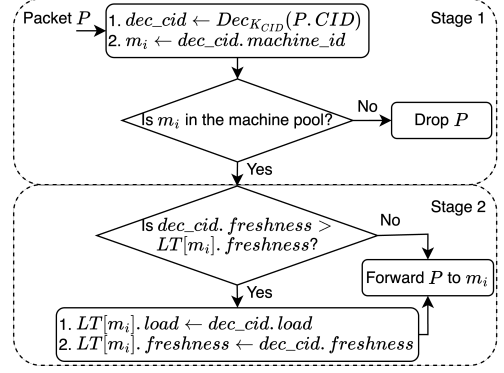 Packet P
Stage 1
1. dec_cid ← Dec_{K_{CID}}(P.CID)
2. m_i ← dec_cid.machine_id
Is m_i in the machine pool?
No
Drop P
Yes
Stage 2
Is dec_cid.freshness >
LT[m_i].freshness?
No
Forward P to m_i
Yes
1. LT[m_i].load ← dec_cid.load
2. LT[m_i].freshness ← dec_cid.freshness